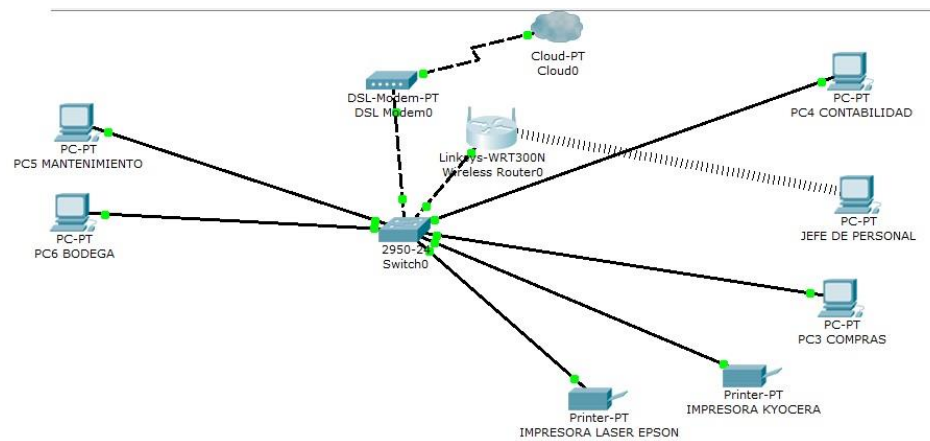 Cloud-PT
Cloud0
DSL-Modem-PT
DSL Modem0
PC-PT
PC4 CONTABILIDAD
Linksys-WRT300N
Wireless Router0
PC-PT
PC5 MANTENIMIENTO
PC-PT
JEFE DE PERSONAL
PC-PT
PC6 BODEGA
2950-24
Switch0
PC-PT
PC3 COMPRAS
Printer-PT
IMPRESORA KYOCERA
Printer-PT
IMPRESORA LASER EPSON